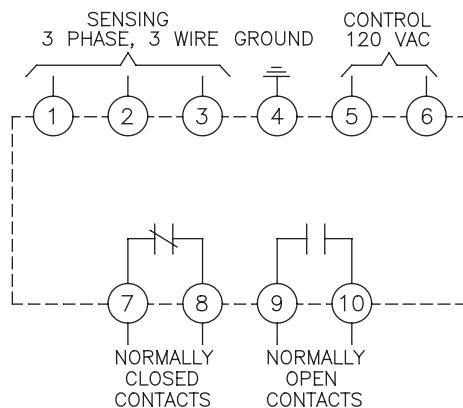 SENSING
3 PHASE, 3 WIRE GROUND
CONTROL
120 VAC
1 2 3 4 5 6
7 8 9 10
NORMALLY
CLOSED
CONTACTS
NORMALLY
OPEN
CONTACTS